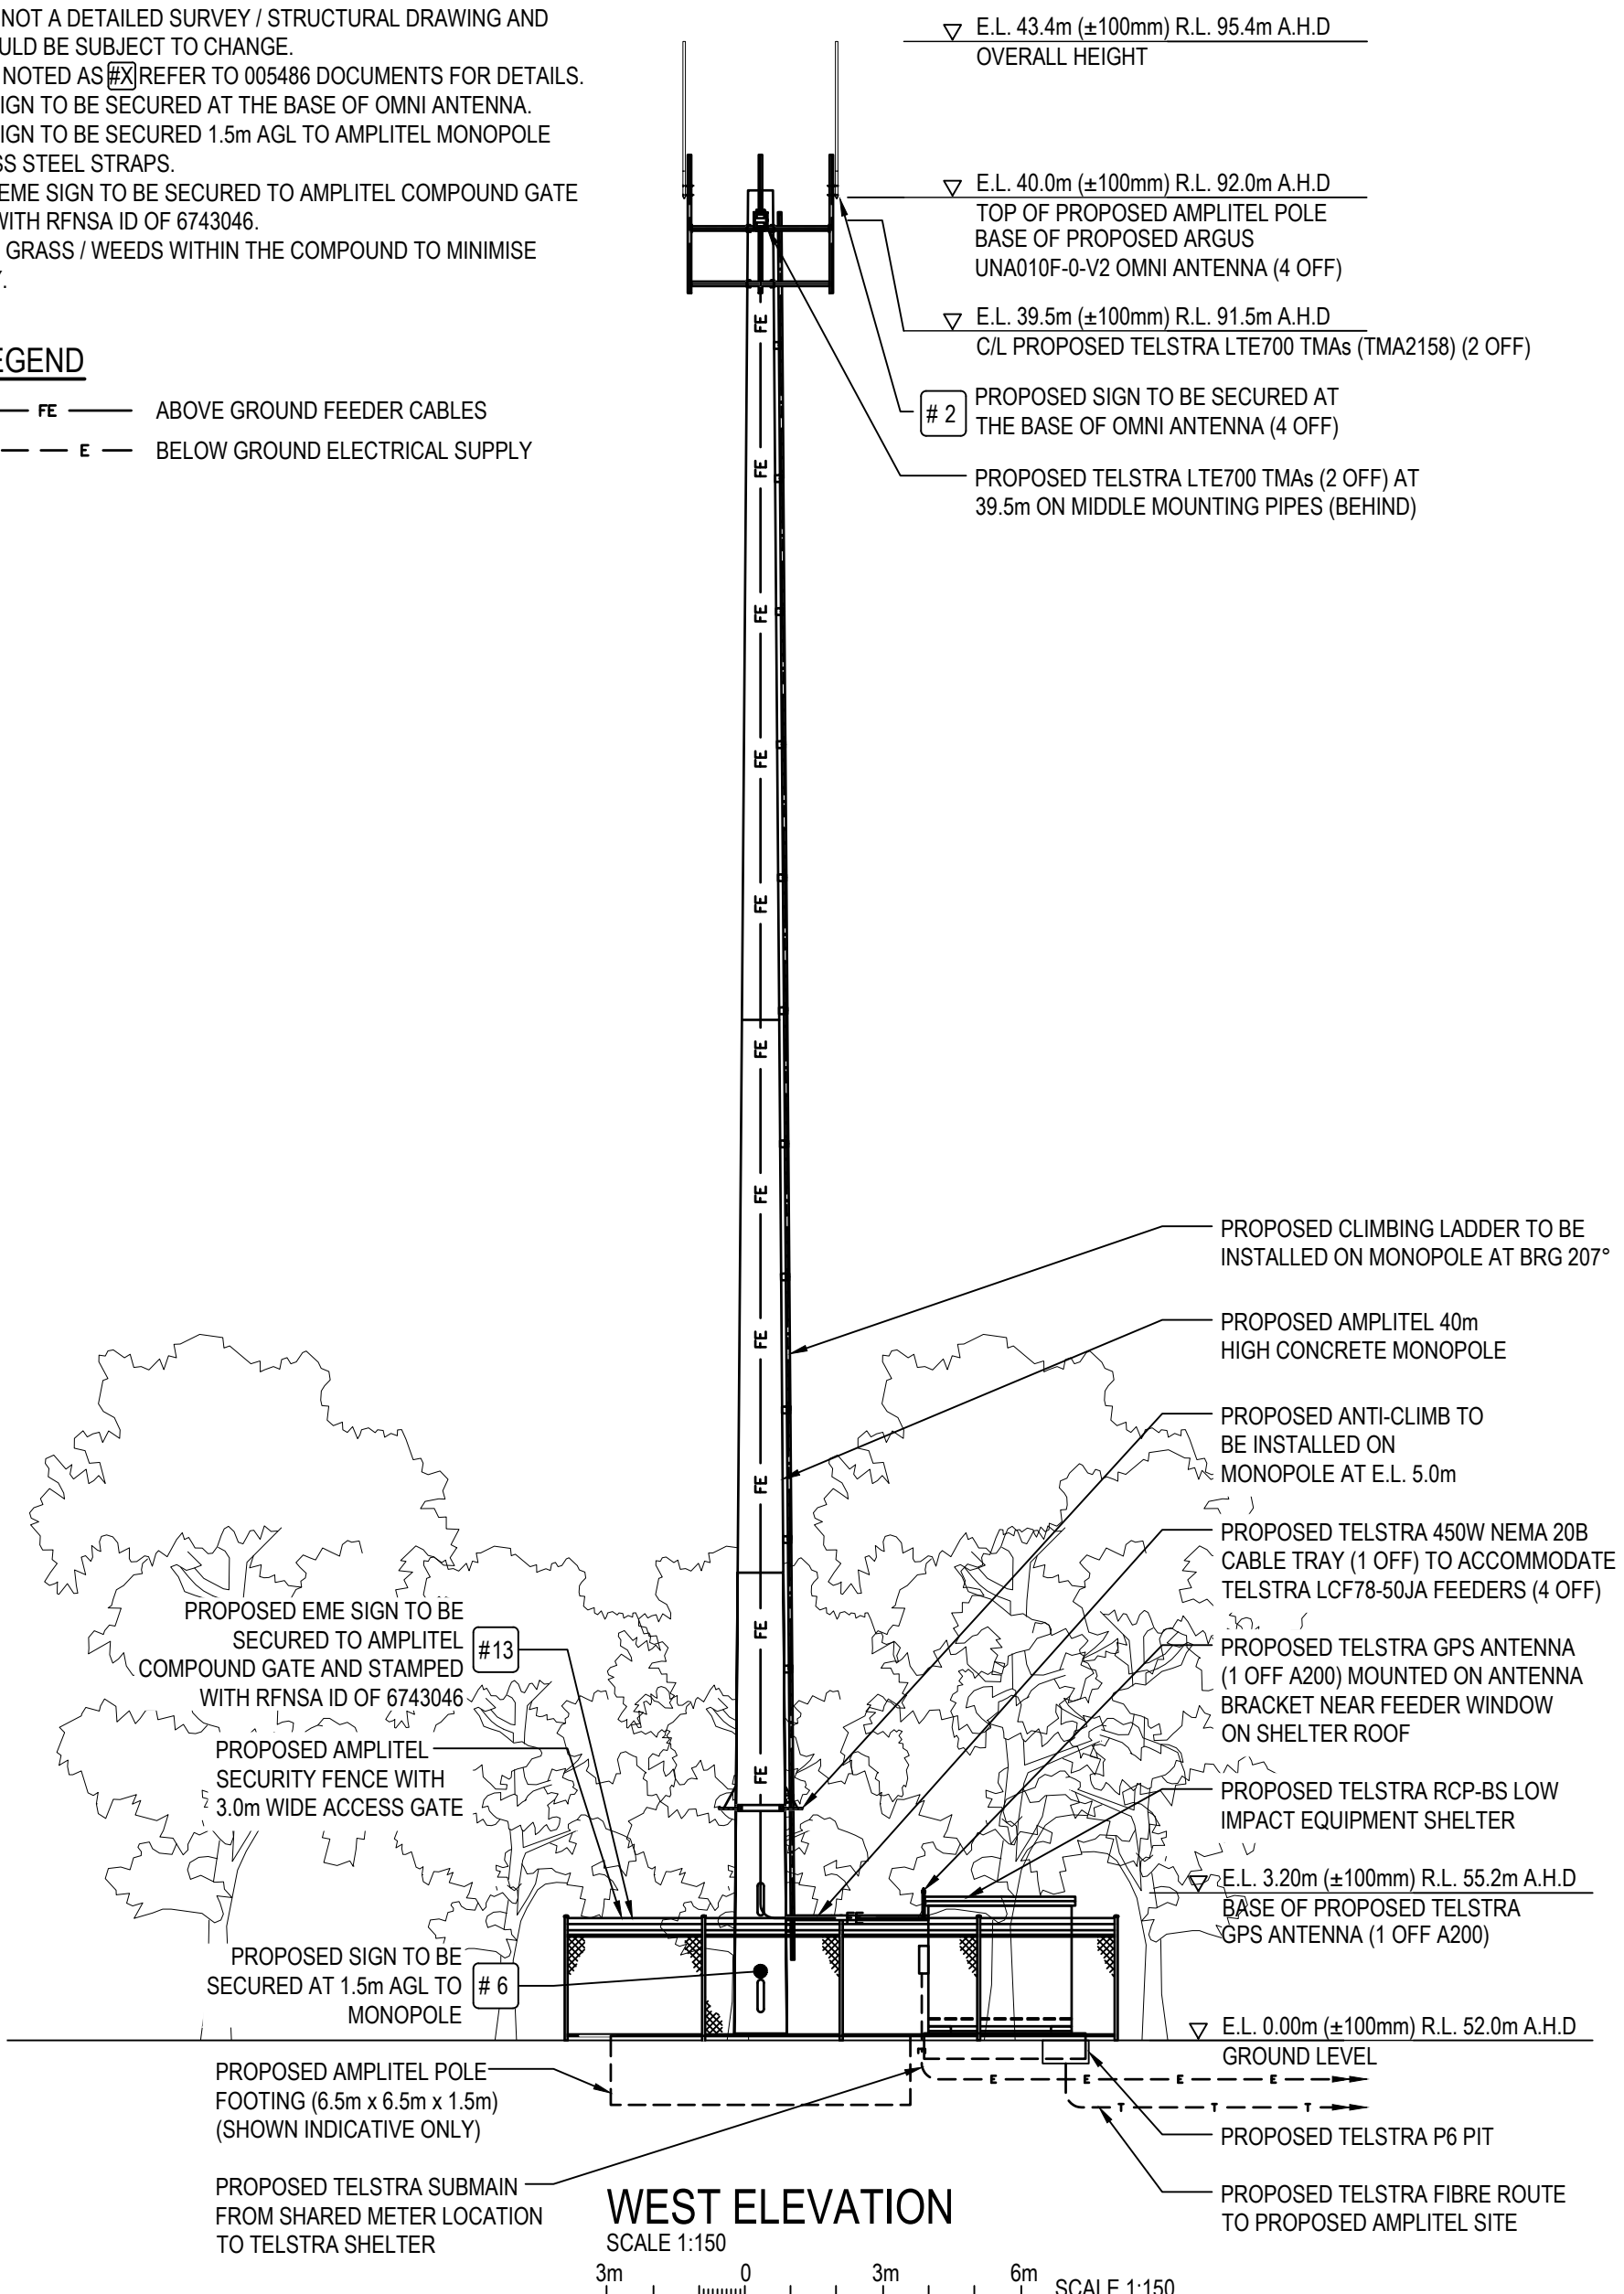 NOT A DETAILED SURVEY / STRUCTURAL DRAWING AND
ULD BE SUBJECT TO CHANGE.
NOTED AS #X REFER TO 005486 DOCUMENTS FOR DETAILS.
IGN TO BE SECURED AT THE BASE OF OMNI ANTENNA.
IGN TO BE SECURED 1.5m AGL TO AMPLITEL MONOPOLE
SS STEEL STRAPS.
EME SIGN TO BE SECURED TO AMPLITEL COMPOUND GATE
WITH RFNSA ID OF 6743046.
GRASS / WEEDS WITHIN THE COMPOUND TO MINIMISE
Y.
EGEND
FE ABOVE GROUND FEEDER CABLES
E BELOW GROUND ELECTRICAL SUPPLY
E.L. 43.4m (±100mm) R.L. 95.4m A.H.D
OVERALL HEIGHT
E.L. 40.0m (±100mm) R.L. 92.0m A.H.D
TOP OF PROPOSED AMPLITEL POLE
BASE OF PROPOSED ARGUS
UNA010F-0-V2 OMNI ANTENNA (4 OFF)
E.L. 39.5m (±100mm) R.L. 91.5m A.H.D
C/L PROPOSED TELSTRA LTE700 TMAs (TMA2158) (2 OFF)
# 2
PROPOSED SIGN TO BE SECURED AT
THE BASE OF OMNI ANTENNA (4 OFF)
PROPOSED TELSTRA LTE700 TMAs (2 OFF) AT
39.5m ON MIDDLE MOUNTING PIPES (BEHIND)
FE
FE
FE
FE
FE
FE
FE
FE
FE
FE
FE
PROPOSED CLIMBING LADDER TO BE
INSTALLED ON MONOPOLE AT BRG 207°
PROPOSED AMPLITEL 40m
HIGH CONCRETE MONOPOLE
PROPOSED ANTI-CLIMB TO
BE INSTALLED ON
MONOPOLE AT E.L. 5.0m
PROPOSED TELSTRA 450W NEMA 20B
CABLE TRAY (1 OFF) TO ACCOMMODATE
TELSTRA LCF78-50JA FEEDERS (4 OFF)
PROPOSED TELSTRA GPS ANTENNA
(1 OFF A200) MOUNTED ON ANTENNA
BRACKET NEAR FEEDER WINDOW
ON SHELTER ROOF
PROPOSED TELSTRA RCP-BS LOW
IMPACT EQUIPMENT SHELTER
E.L. 3.20m (±100mm) R.L. 55.2m A.H.D
BASE OF PROPOSED TELSTRA
GPS ANTENNA (1 OFF A200)
E.L. 0.00m (±100mm) R.L. 52.0m A.H.D
GROUND LEVEL
PROPOSED EME SIGN TO BE
SECURED TO AMPLITEL
COMPOUND GATE AND STAMPED
WITH RFNSA ID OF 6743046
#13
PROPOSED AMPLITEL
SECURITY FENCE WITH
3.0m WIDE ACCESS GATE
PROPOSED SIGN TO BE
SECURED AT 1.5m AGL TO
MONOPOLE
# 6
FE
PROPOSED AMPLITEL POLE
FOOTING (6.5m x 6.5m x 1.5m)
(SHOWN INDICATIVE ONLY)
E
E E E E
T T T
PROPOSED TELSTRA P6 PIT
PROPOSED TELSTRA SUBMAIN
FROM SHARED METER LOCATION
TO TELSTRA SHELTER
PROPOSED TELSTRA FIBRE ROUTE
TO PROPOSED AMPLITEL SITE
WEST ELEVATION
SCALE 1:150
3m 0 3m 6m
SCALE 1:150